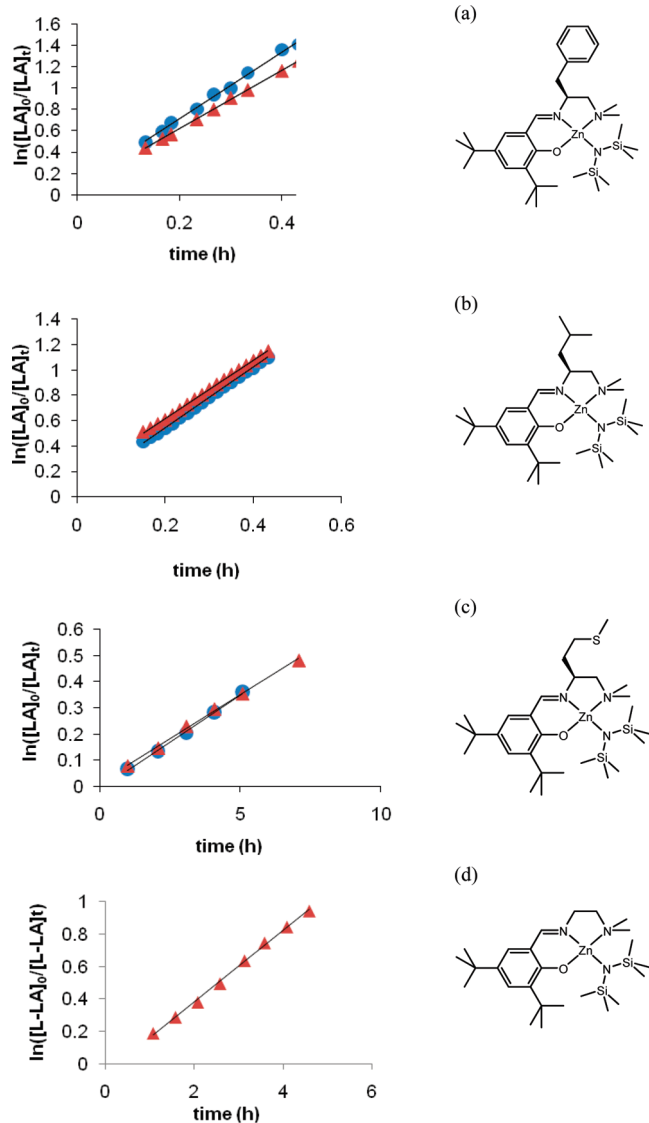 (a)
ln([LA]₀/[LA]ₜ)
1.4
1.2
1
0.8
0.6
0.4
0.2
0
0 0.2 0.4
time (h)
N N
Zn
O N Si
Si
(b)
ln([LA]₀/[LA]ₜ)
1.4
1.2
1
0.8
0.6
0.4
0.2
0
0 0.2 0.4 0.6
time (h)
N N
Zn
O N Si
Si
(c)
ln([LA]₀/[LA]ₜ)
0.6
0.5
0.4
0.3
0.2
0.1
0
0 5 10
time (h)
S
N N
Zn
O N Si
Si
(d)
ln([L-LA]₀/[L-LA]t)
1
0.8
0.6
0.4
0.2
0
0 2 4 6
time (h)
N N
Zn
O N Si
Si